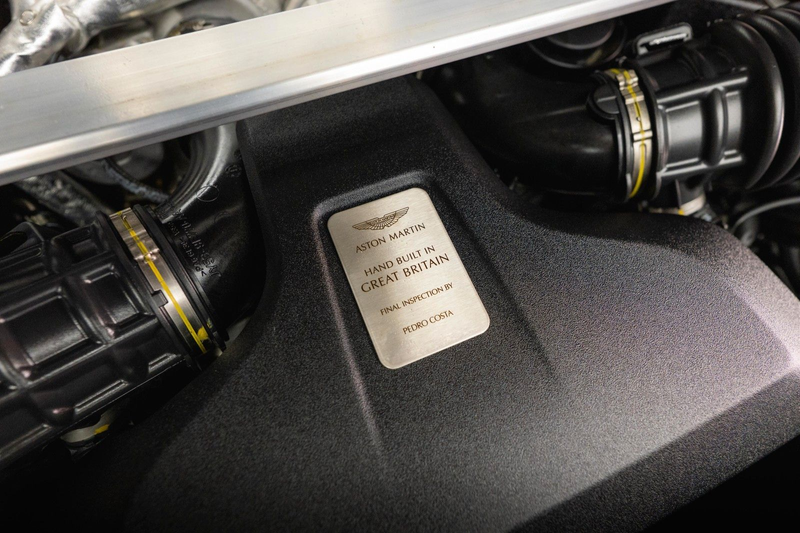 ASTON MARTIN
HAND BUILT IN
GREAT BRITAIN
FINAL INSPECTION BY
PEDRO COSTA